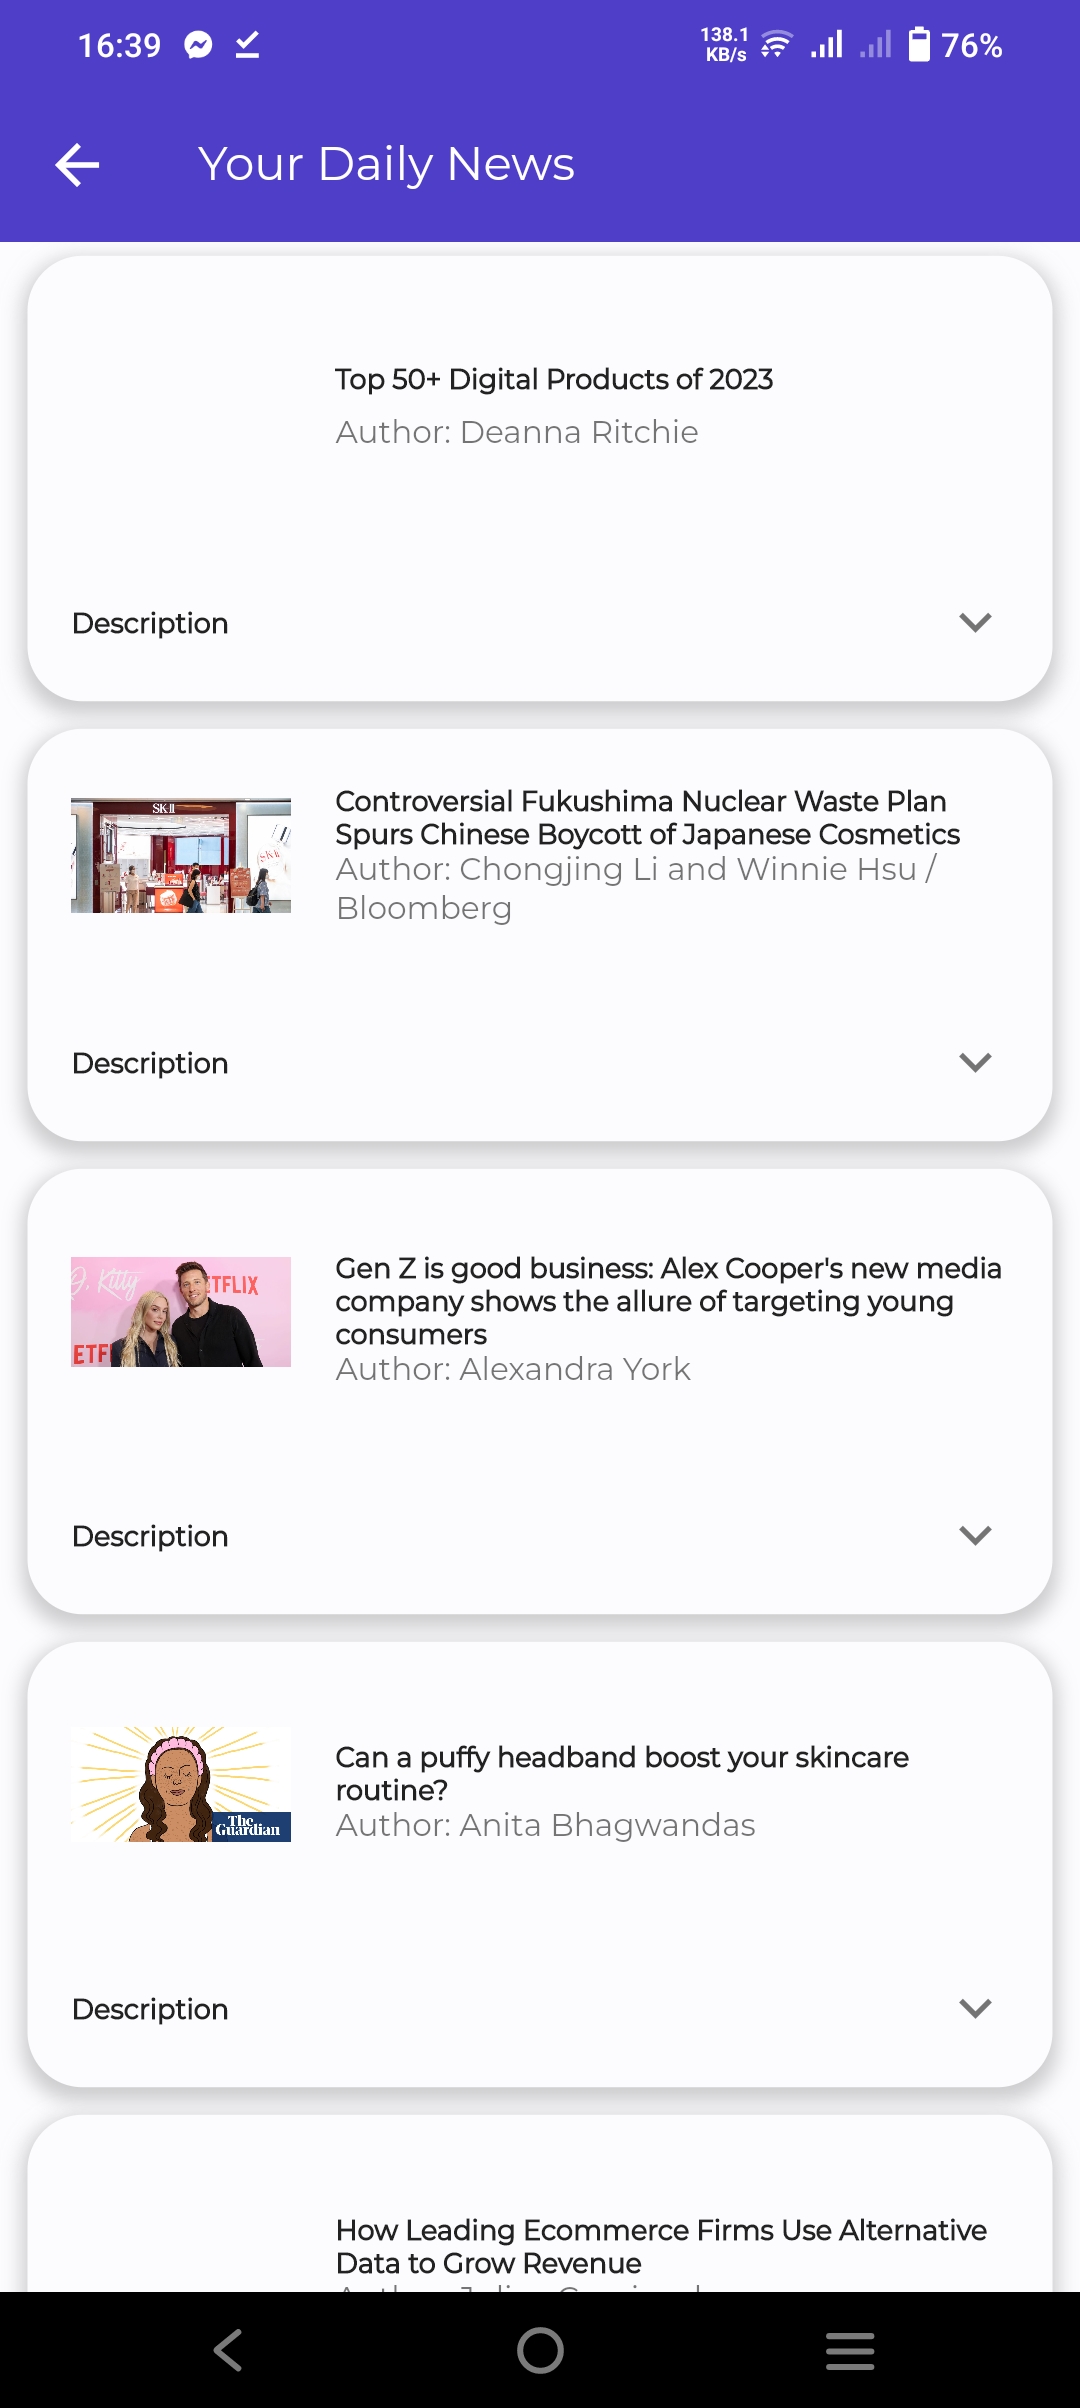 16:39
138.1
KB/s
76%
Your Daily News
Top 50+ Digital Products of 2023
Author: Deanna Ritchie
Description
SK II
Controversial Fukushima Nuclear Waste Plan
Spurs Chinese Boycott of Japanese Cosmetics
Author: Chongjing Li and Winnie Hsu /
Bloomberg
Description
O, Kitty
ETFLIX
ETF
Gen Z is good business: Alex Cooper's new media
company shows the allure of targeting young
consumers
Author: Alexandra York
Description
The
Guardian
Can a puffy headband boost your skincare
routine?
Author: Anita Bhagwandas
Description
How Leading Ecommerce Firms Use Alternative
Data to Grow Revenue